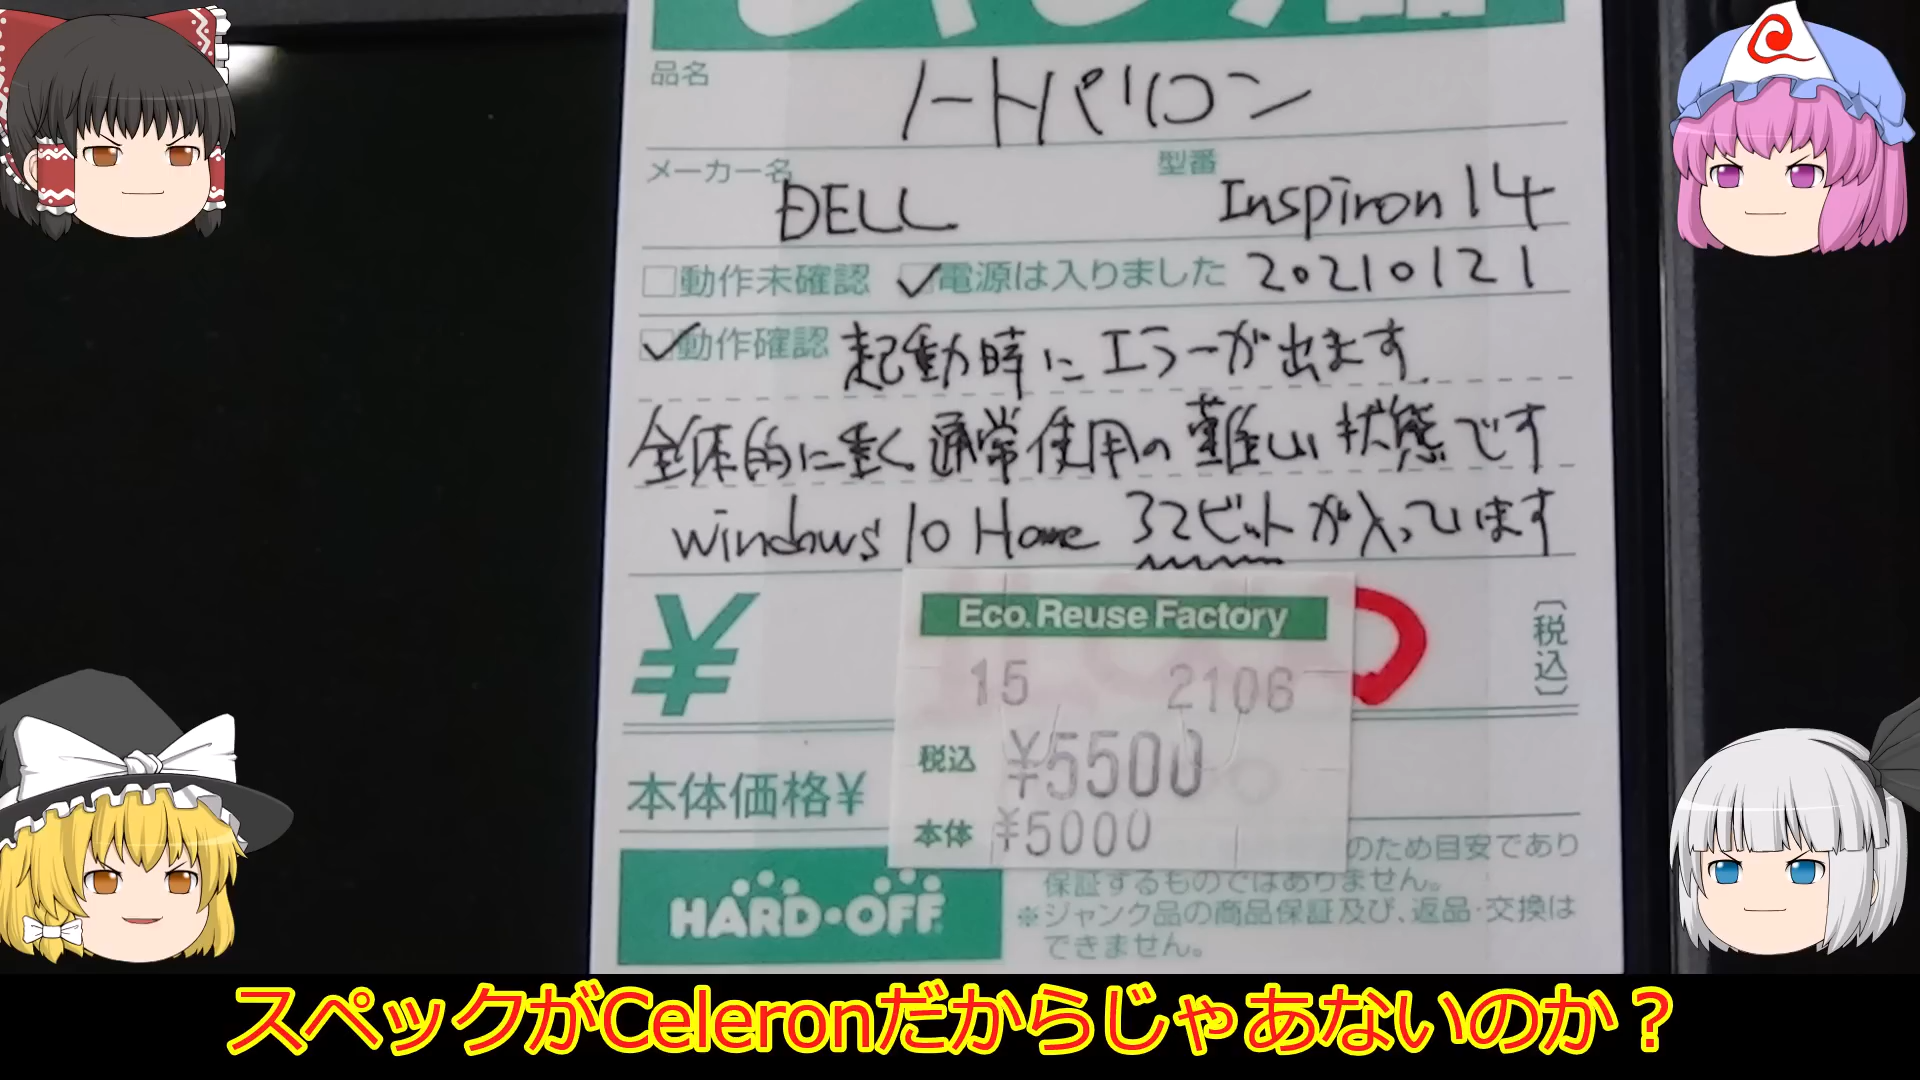 品名 ノートパソコン
メーカー名 DELL 型番 Inspiron 14
□動作未確認 ✓電源は入りました 20210121
✓動作確認 起動時にエラーが出ます.
全体的に重く通常使用の難しい状態です
windows 10 Home 32ビットが入っています
¥ 〔税込〕
Eco.Reuse Factory
15 2106
税込 ¥5500
本体 ¥5000
本体価格¥
のため目安であり
保証するものではありません。
※ジャンク品の商品保証及び、返品・交換は
できません。
HARD・OFF
スペックがCeleronだからじゃあないのか？